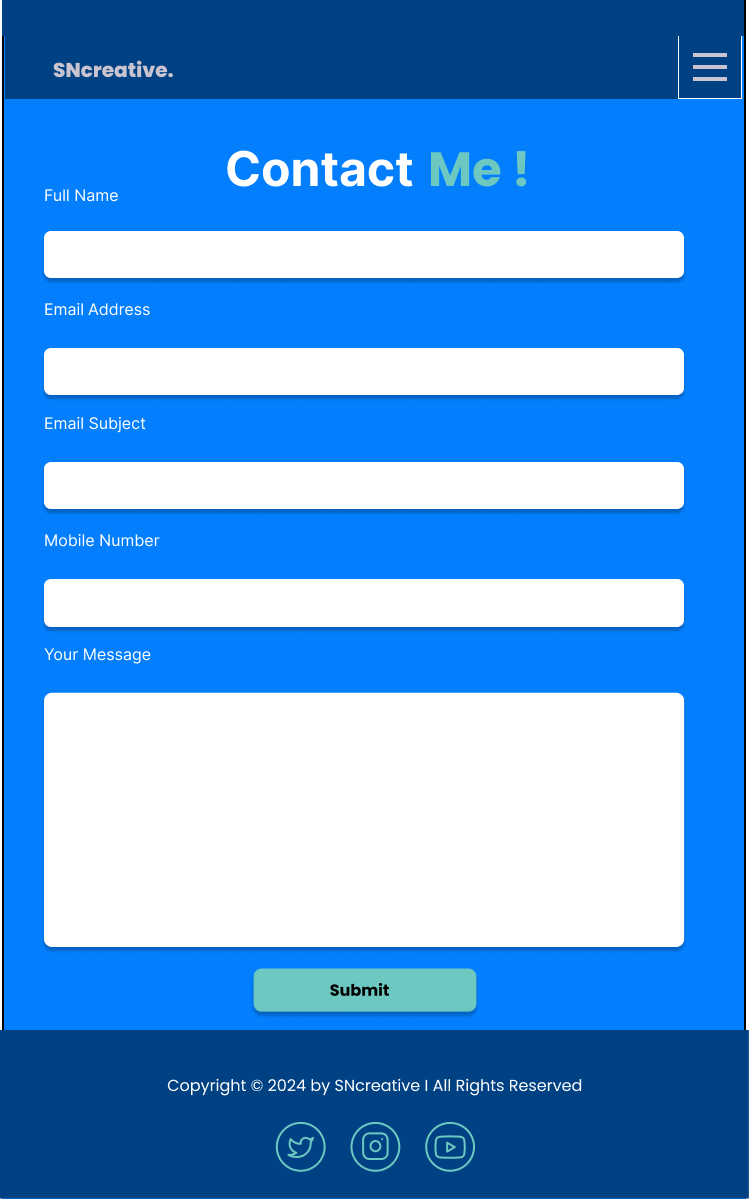 SNcreative.
Contact Me !
Full Name
Email Address
Email Subject
Mobile Number
Your Message
Submit
Copyright © 2024 by SNcreative I All Rights Reserved